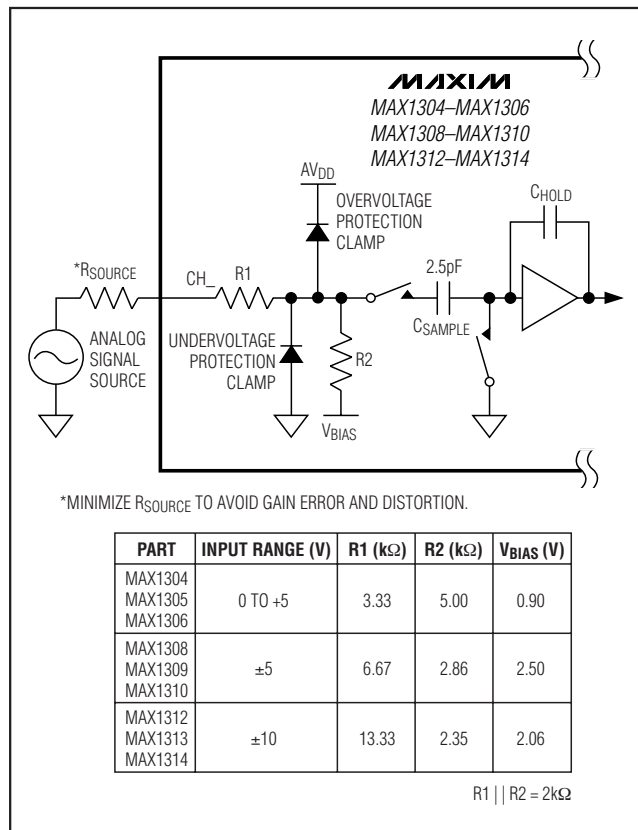 MAXIM
MAX1304–MAX1306
MAX1308–MAX1310
MAX1312–MAX1314
AVDD
OVERVOLTAGE
PROTECTION
CLAMP
CHOLD
*RSOURCE
CH_
R1
2.5pF
CSAMPLE
ANALOG
SIGNAL
SOURCE
UNDERVOLTAGE
PROTECTION
CLAMP
R2
VBIAS
*MINIMIZE RSOURCE TO AVOID GAIN ERROR AND DISTORTION.
PART INPUT RANGE (V) R1 (kΩ) R2 (kΩ) VBIAS (V)
MAX1304
MAX1305
MAX1306
0 TO +5 3.33 5.00 0.90
MAX1308
MAX1309
MAX1310
±5 6.67 2.86 2.50
MAX1312
MAX1313
MAX1314
±10 13.33 2.35 2.06
R1 | | R2 = 2kΩ